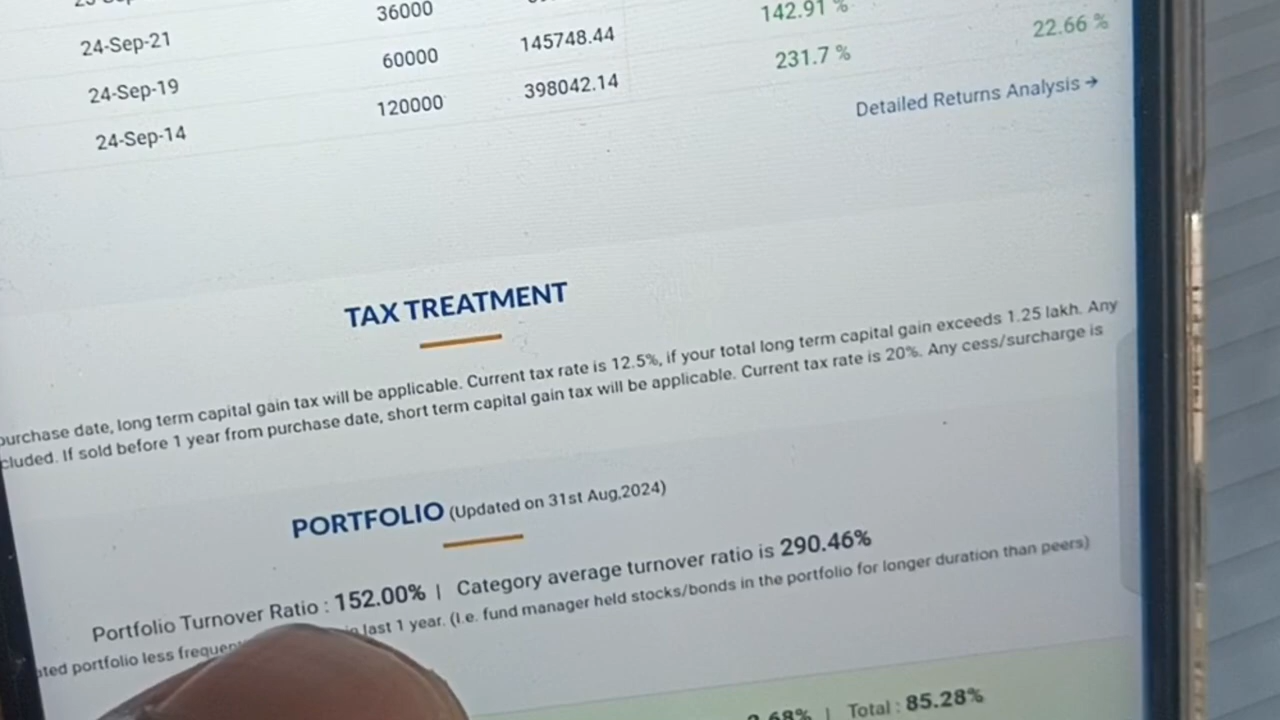 36000
24-Sep-21 60000 145748.44 142.91 %
24-Sep-19 120000 398042.14 231.7 % 22.66 %
24-Sep-14
Detailed Returns Analysis →
TAX TREATMENT
purchase date, long term capital gain tax will be applicable. Current tax rate is 12.5%, if your total long term capital gain exceeds 1.25 lakh. Any
cluded. If sold before 1 year from purchase date, short term capital gain tax will be applicable. Current tax rate is 20%. Any cess/surcharge is
PORTFOLIO (Updated on 31st Aug,2024)
Portfolio Turnover Ratio : 152.00% | Category average turnover ratio is 290.46%
ated portfolio less last 1 year. (I.e. fund manager held stocks/bonds in the portfolio for longer duration than peers)
| Total : 85.28%